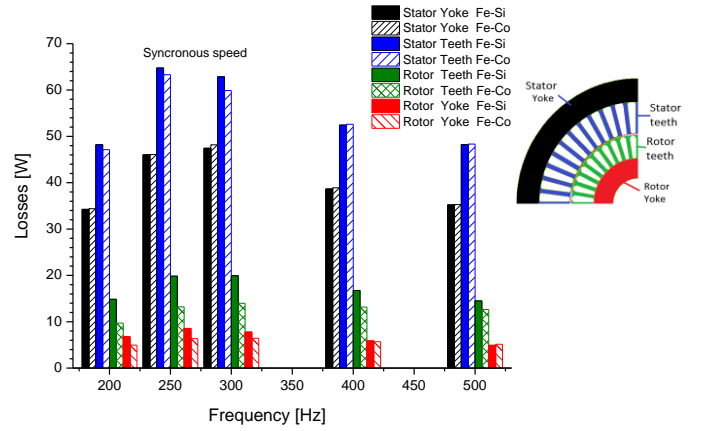 Stator Yoke Fe-Si
Stator Yoke Fe-Co
Stator Teeth Fe-Si
Stator Teeth Fe-Co
Rotor Teeth Fe-Si
Rotor Teeth Fe-Co
Rotor Yoke Fe-Si
Rotor Yoke Fe-Co
Syncronous speed
70
60
50
40
30
20
10
0
Losses [W]
200 250 300 350 400 450 500
Frequency [Hz]
Stator
Yoke
Stator
teeth
Rotor
teeth
Rotor
Yoke